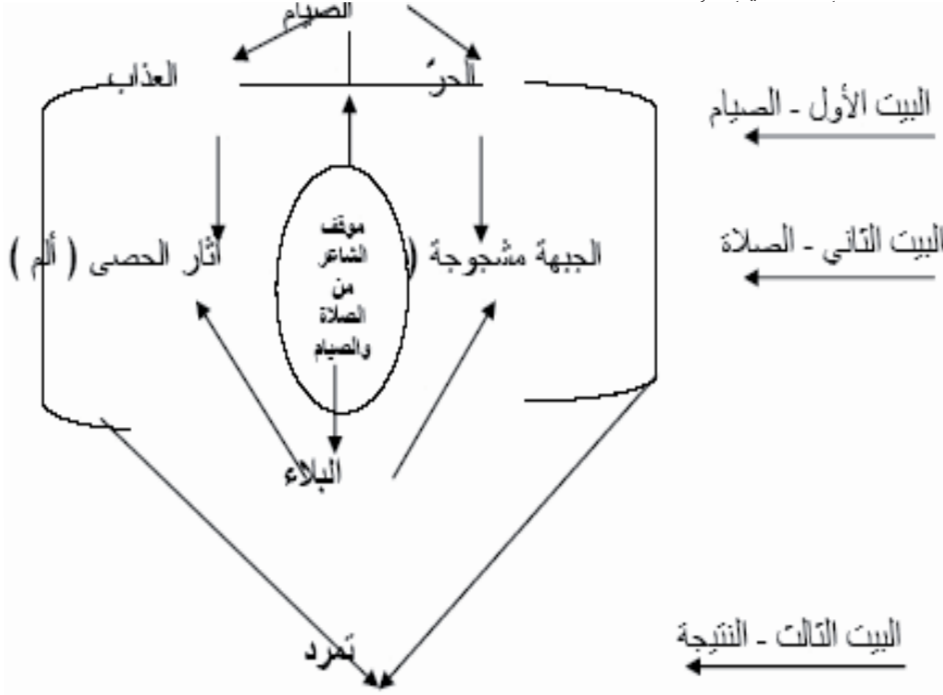 الصيام
الحرّ
العذاب
البيت الأول - الصيام
موقف
الشاعر
من
الصلاة
والصيام
البيت الثاني - الصلاة
الجبهة مشجوجة (
آثار الحصى ( ألم )
البلاء
البيت الثالث - النتيجة
تمرد